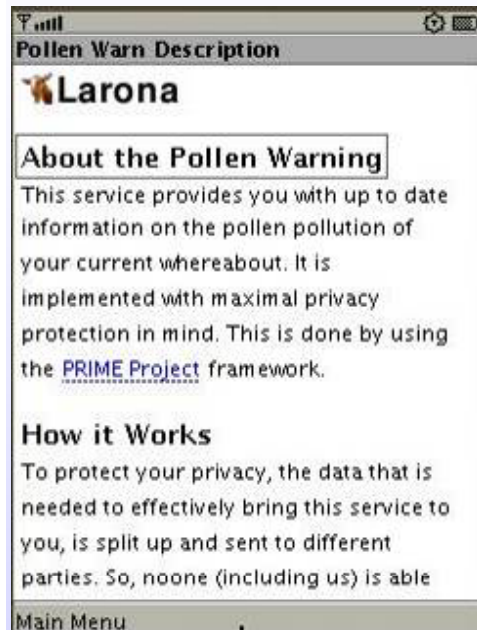 Pollen Warn Description
Larona
About the Pollen Warning
This service provides you with up to date
information on the pollen pollution of
your current whereabout. It is
implemented with maximal privacy
protection in mind. This is done by using
the PRIME Project framework.
How it Works
To protect your privacy, the data that is
needed to effectively bring this service to
you, is split up and sent to different
parties. So, noone (including us) is able
Main Menu